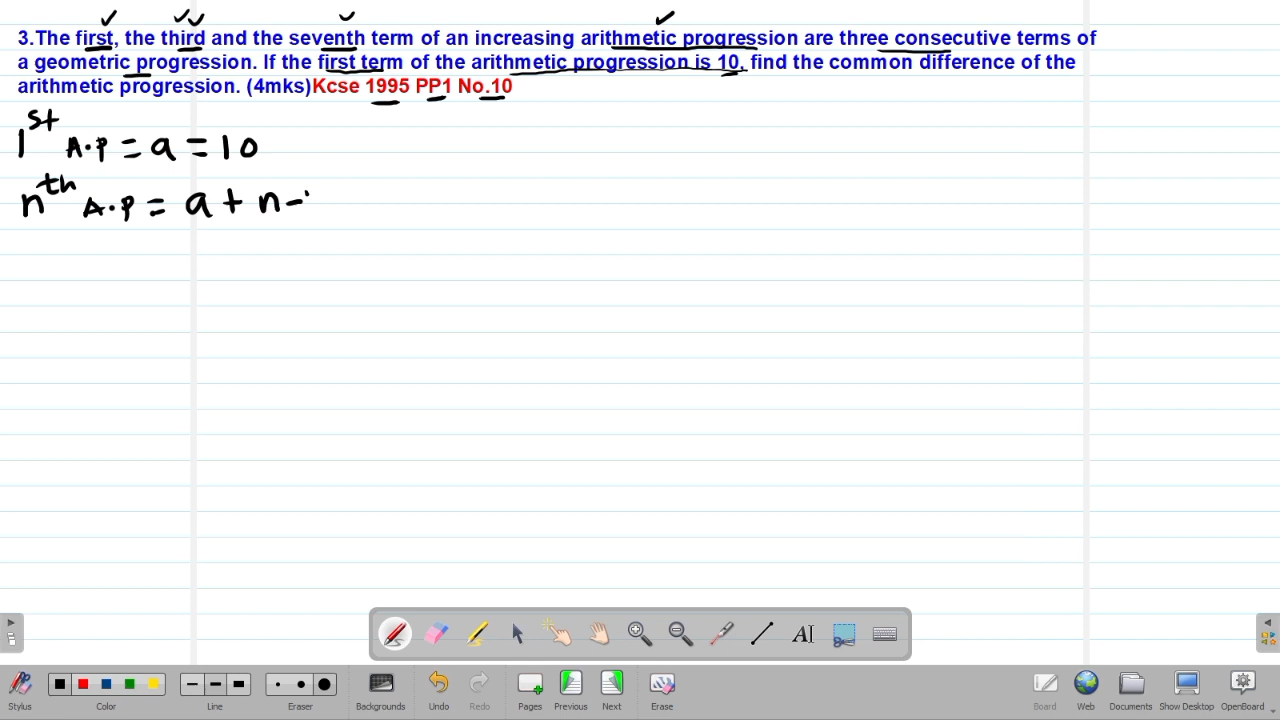 3.The first, the third and the seventh term of an increasing arithmetic progression are three consecutive terms of
a geometric progression. If the first term of the arithmetic progression is 10, find the common difference of the
arithmetic progression. (4mks)Kcse 1995 PP1 No.10
1st A.P = a = 10
nth A.P = a + n -
Stylus
Color
Line
Eraser
Backgrounds
Undo
Redo
Pages
Previous
Next
Erase
Board
Web
Documents
Show Desktop
OpenBoard